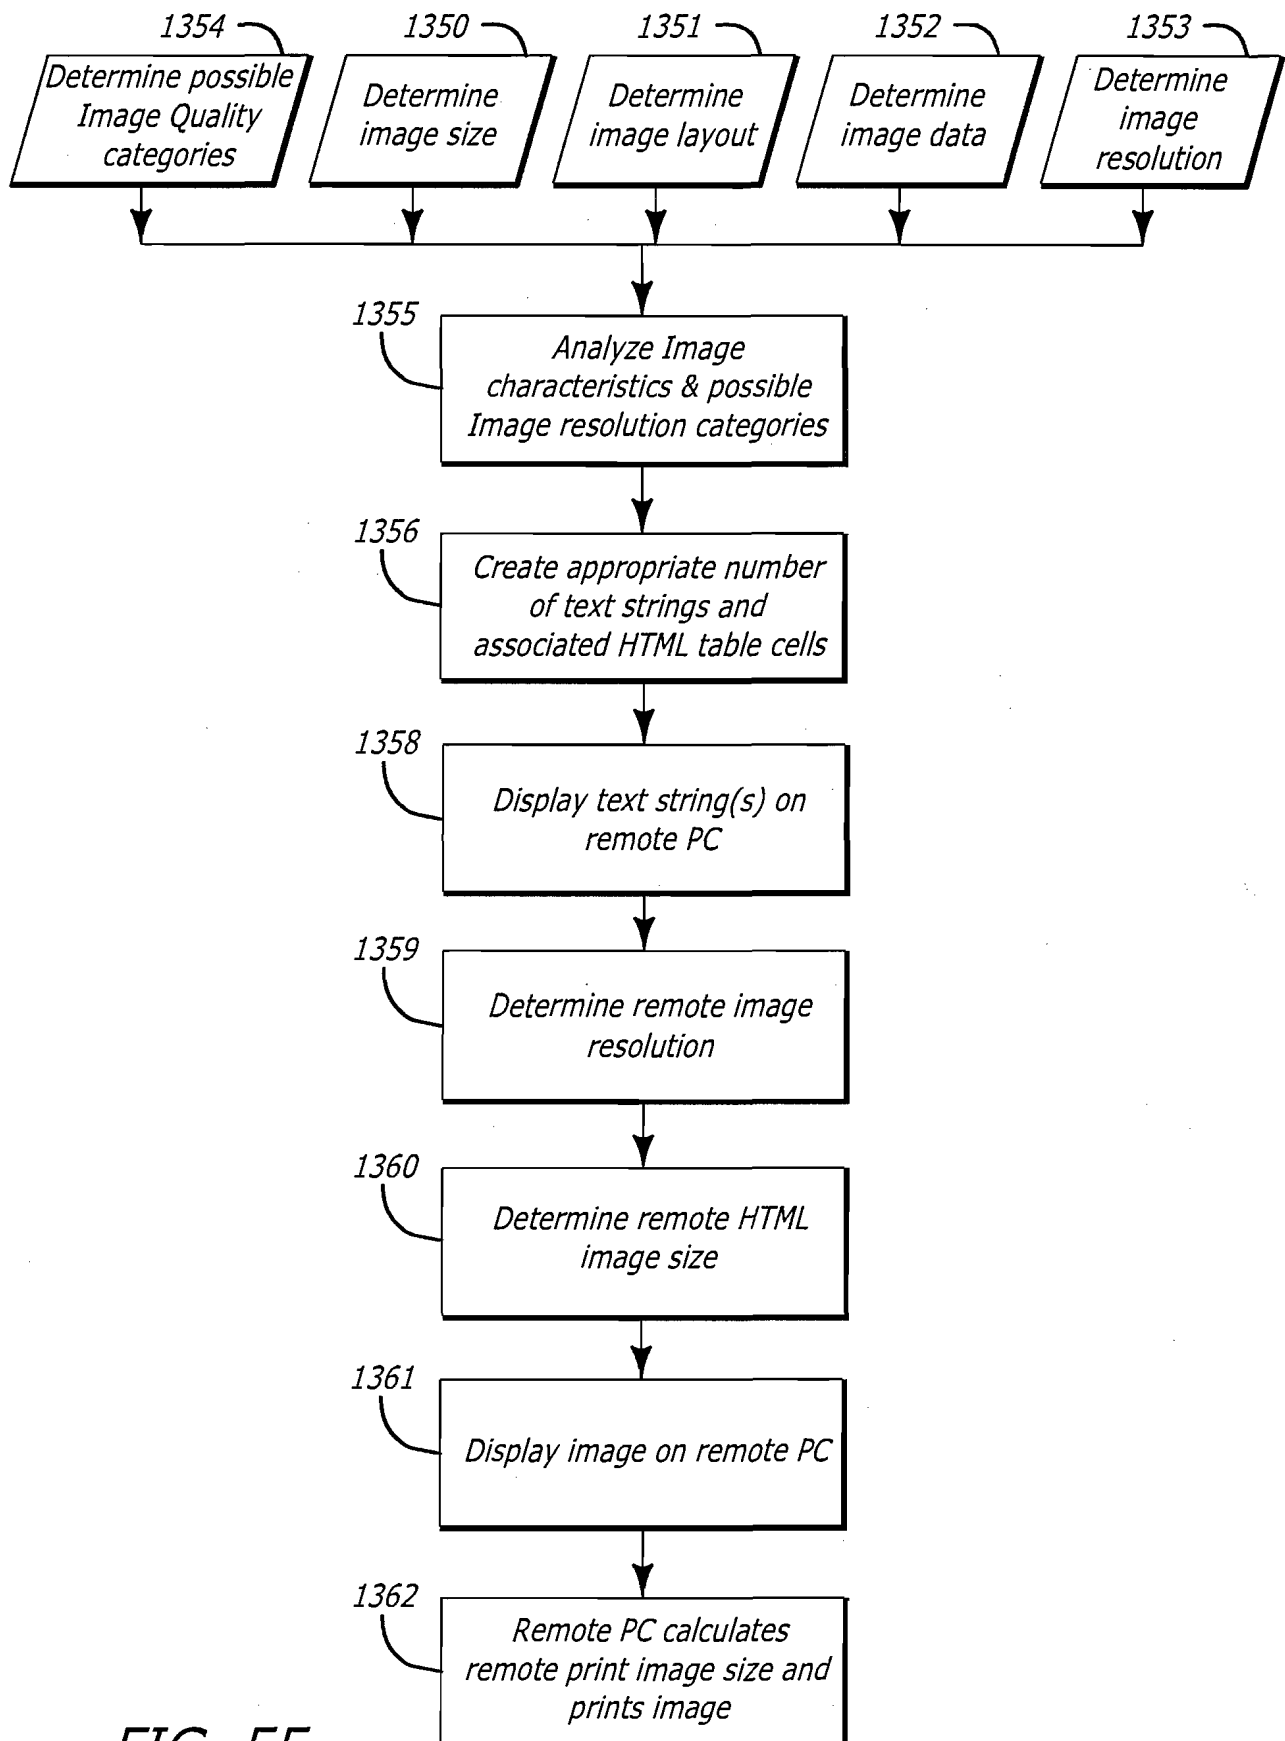 1354
Determine possible
Image Quality
categories
1350
Determine
image size
1351
Determine
image layout
1352
Determine
image data
1353
Determine
image
resolution
1355
Analyze Image
characteristics & possible
Image resolution categories
1356
Create appropriate number
of text strings and
associated HTML table cells
1358
Display text string(s) on
remote PC
1359
Determine remote image
resolution
1360
Determine remote HTML
image size
1361
Display image on remote PC
1362
Remote PC calculates
remote print image size and
prints image